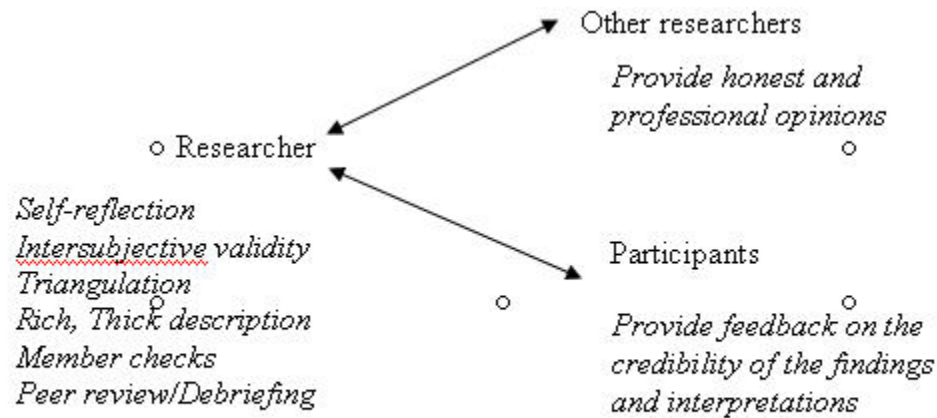 Other researchers
Provide honest and
professional opinions
Researcher
Self-reflection
Intersubjective validity
Triangulation
Rich, Thick description
Member checks
Peer review/Debriefing
Participants
Provide feedback on the
credibility of the findings
and interpretations